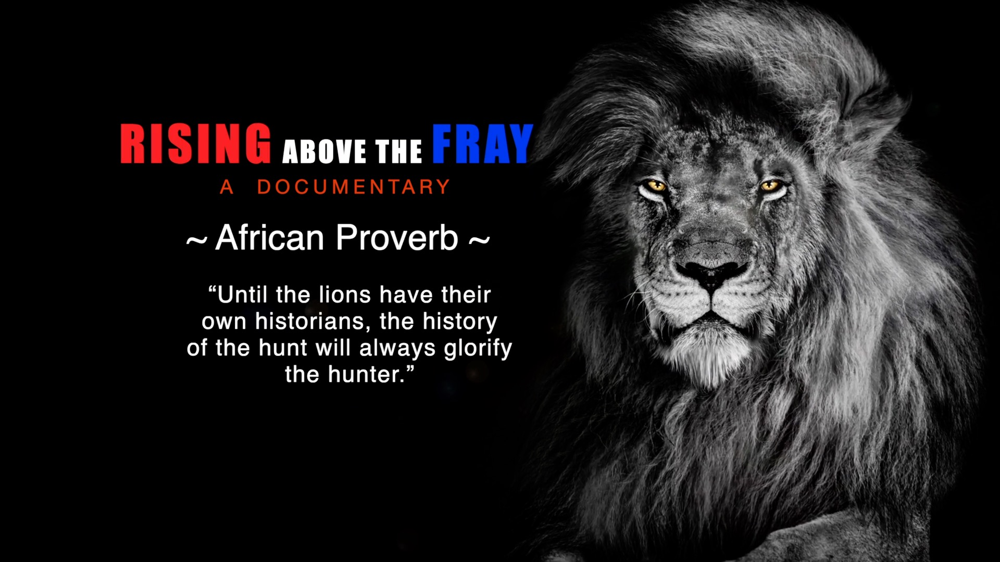 RISING ABOVE THE FRAY
A DOCUMENTARY
~ African Proverb ~
“Until the lions have their
own historians, the history
of the hunt will always glorify
the hunter.”